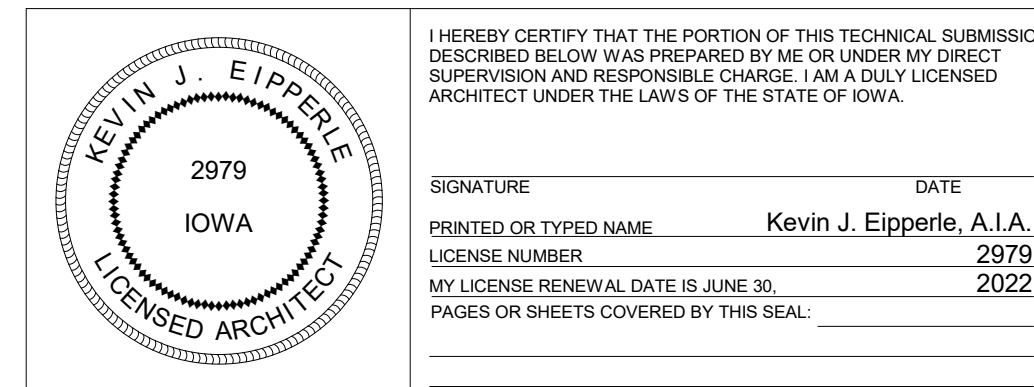 KEVIN J. EIPPERLE
2979
IOWA
LICENSED ARCHITECT
I HEREBY CERTIFY THAT THE PORTION OF THIS TECHNICAL SUBMISSIO
DESCRIBED BELOW WAS PREPARED BY ME OR UNDER MY DIRECT
SUPERVISION AND RESPONSIBLE CHARGE. I AM A DULY LICENSED
ARCHITECT UNDER THE LAWS OF THE STATE OF IOWA.
SIGNATURE DATE
PRINTED OR TYPED NAME Kevin J. Eipperle, A.I.A.
LICENSE NUMBER 2979
MY LICENSE RENEWAL DATE IS JUNE 30, 2022
PAGES OR SHEETS COVERED BY THIS SEAL: